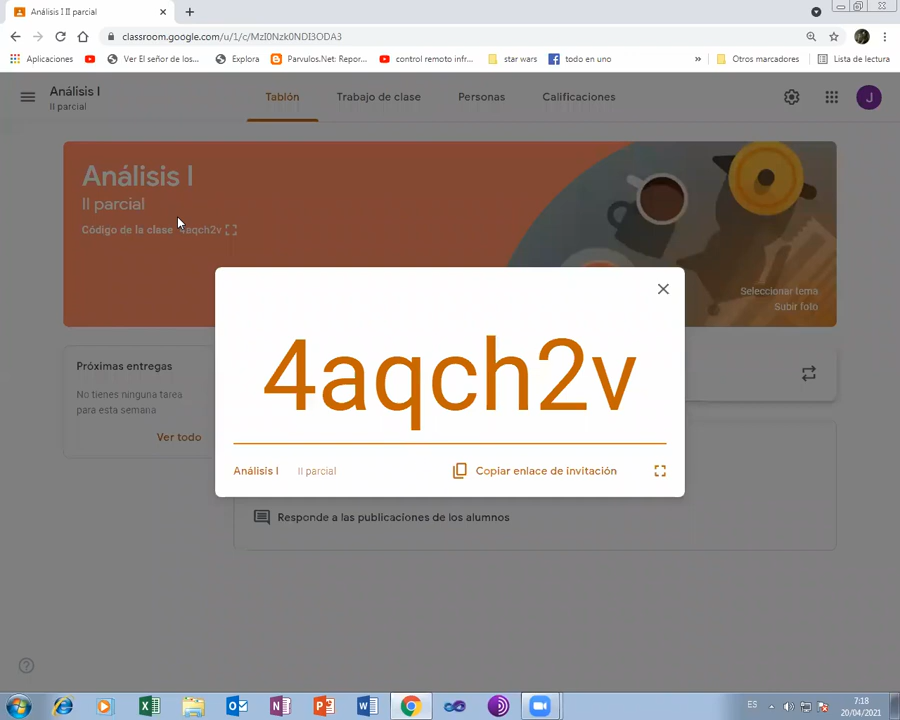 Análisis I II parcial
classroom.google.com/u/1/c/MzI0Nzk0NDI3ODA3
Aplicaciones
Ver El señor de los...
Explora
Parvulos.Net: Repor...
control remoto infr...
star wars
todo en uno
»
Otros marcadores
Lista de lectura
Análisis I
II parcial
Tablón
Trabajo de clase
Personas
Calificaciones
J
Análisis I
II parcial
Código de la clase 4aqch2v
Seleccionar tema
Subir foto
Próximas entregas
No tienes ninguna tarea
para esta semana
Ver todo
4aqch2v
Análisis I II parcial
Copiar enlace de invitación
Responde a las publicaciones de los alumnos
ES
7:18
20/04/2021